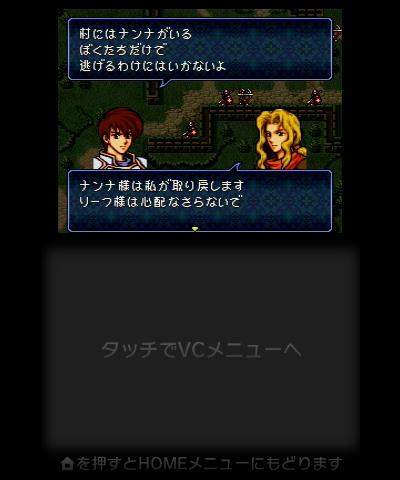 村にはナンナがいる
ぼくたちだけで
逃げるわけにはいかないよ
ナンナ様は私が取り戻します
リーフ様は心配なさらないで
タッチでVCメニューへ
を押すとHOMEメニューにもどります